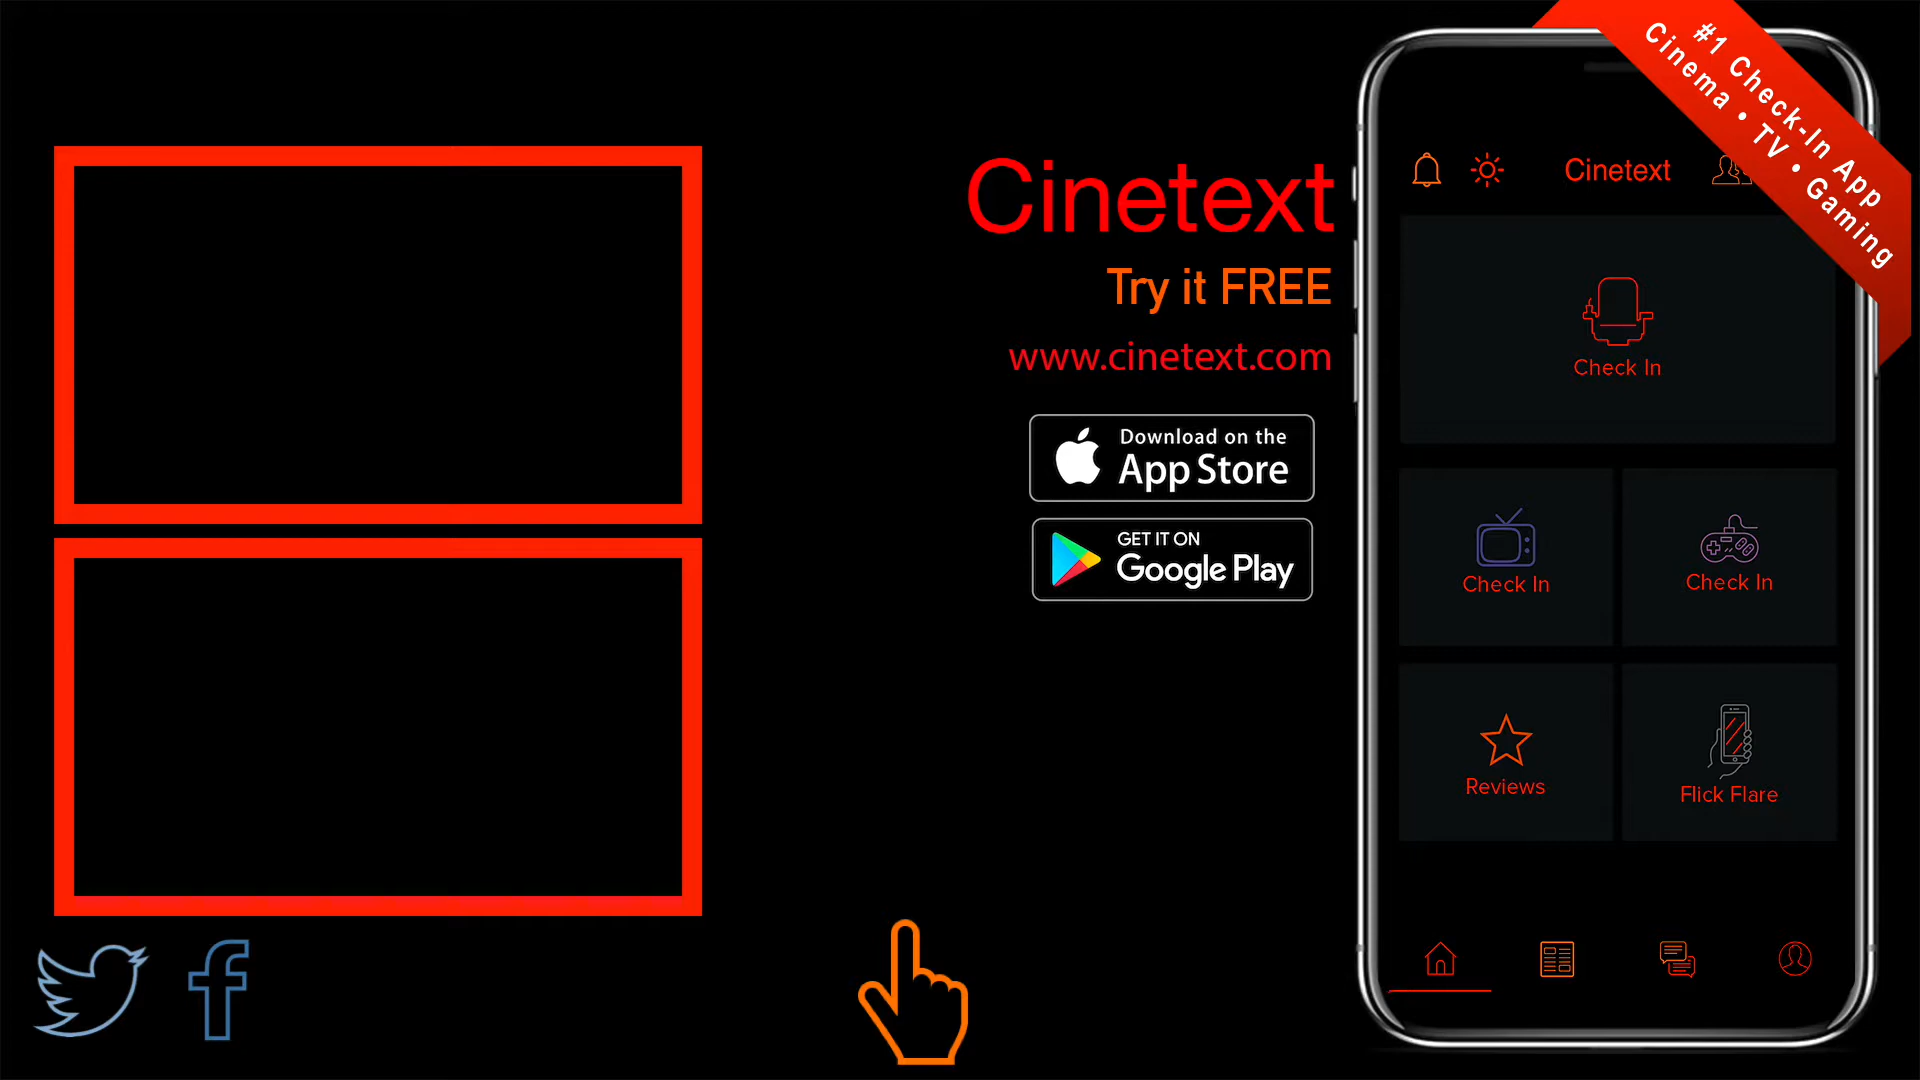 Cinetext
Try it FREE
www.cinetext.com
Download on the
App Store
GET IT ON
Google Play
#1 Check-In App
Cinema • TV • Gaming
Cinetext
Check In
Check In
Check In
Reviews
Flick Flare